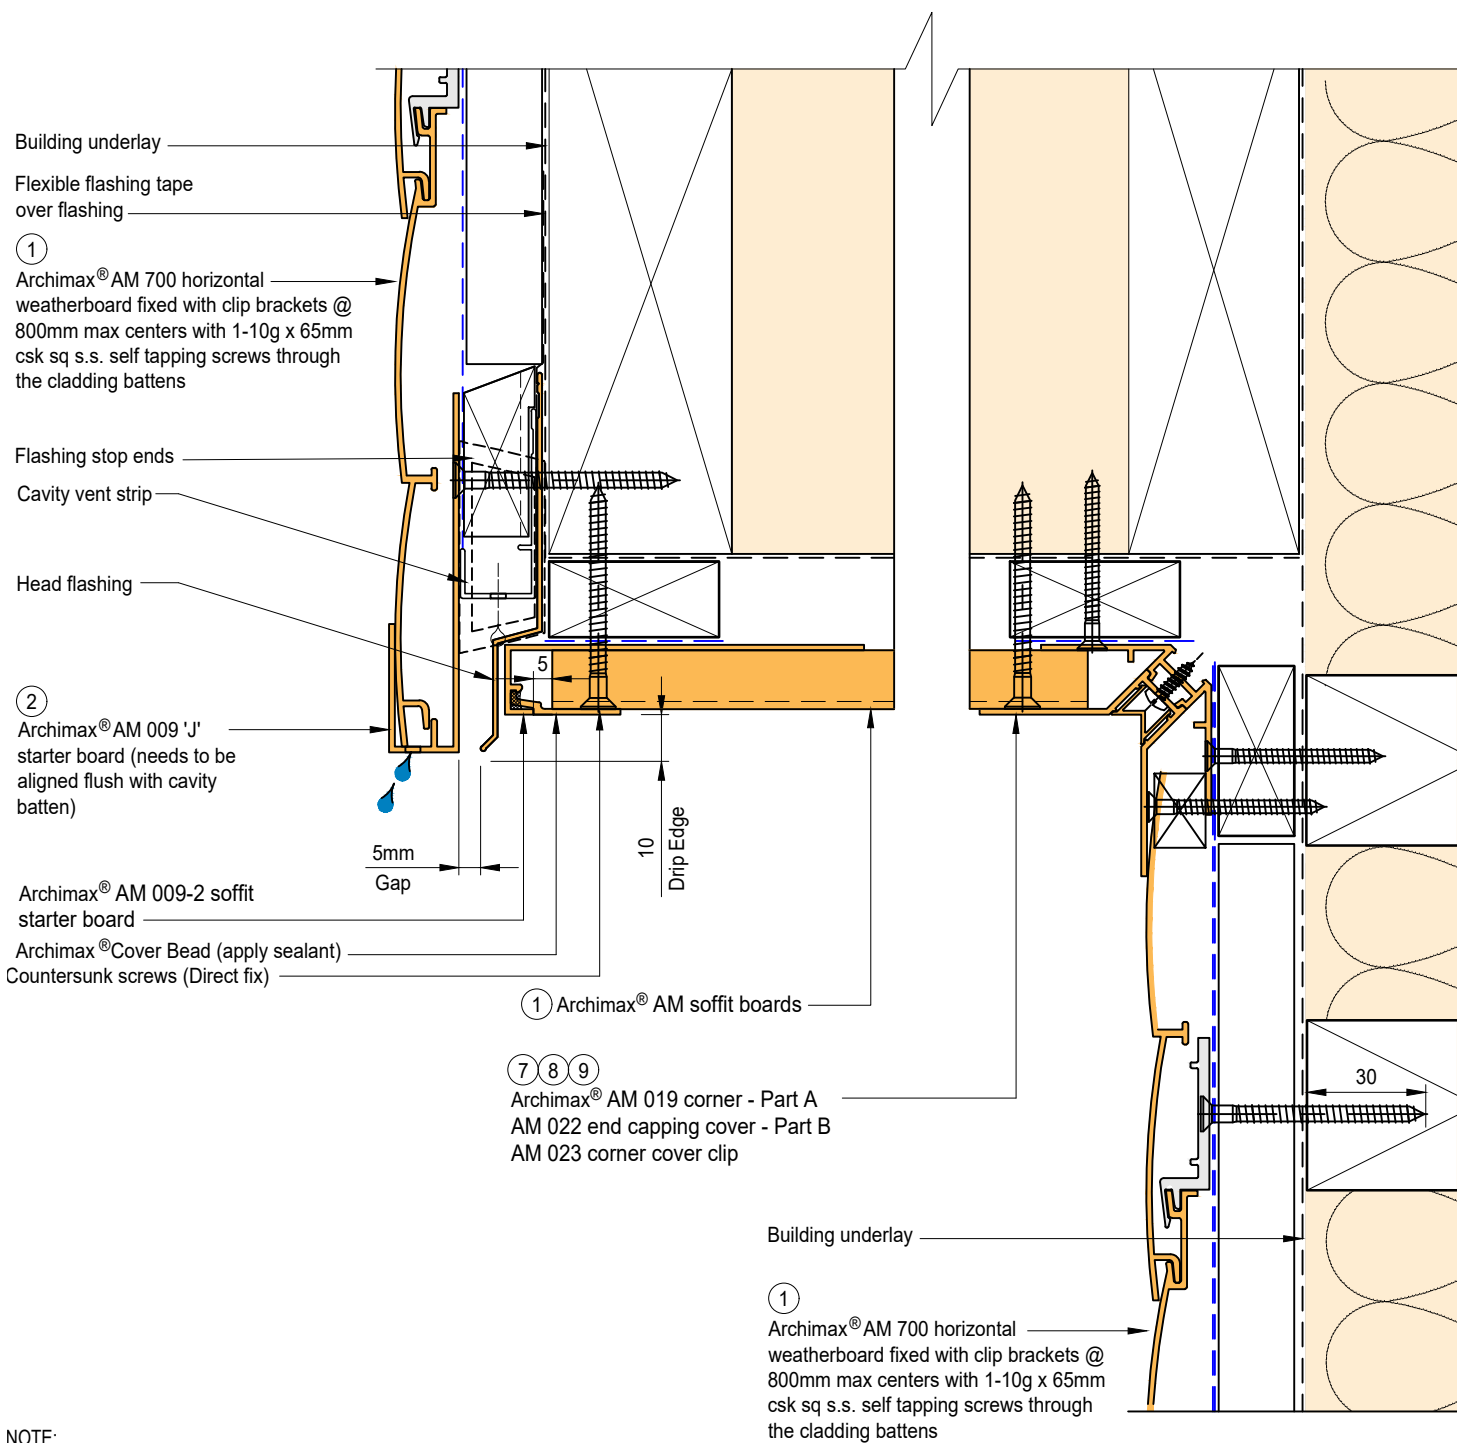 Building underlay
Flexible flashing tape
over flashing
1
Archimax® AM 700 horizontal
weatherboard fixed with clip brackets @
800mm max centers with 1-10g x 65mm
csk sq s.s. self tapping screws through
the cladding battens
Flashing stop ends
Cavity vent strip
Head flashing
5
2
Archimax® AM 009 'J'
starter board (needs to be
aligned flush with cavity
batten)
10
Drip Edge
5mm
Gap
Archimax® AM 009-2 soffit
starter board
Archimax® Cover Bead (apply sealant)
Countersunk screws (Direct fix)
1 Archimax® AM soffit boards
7 8 9
Archimax® AM 019 corner - Part A
AM 022 end capping cover - Part B
AM 023 corner cover clip
30
Building underlay
1
Archimax® AM 700 horizontal
weatherboard fixed with clip brackets @
800mm max centers with 1-10g x 65mm
csk sq s.s. self tapping screws through
the cladding battens
NOTE: